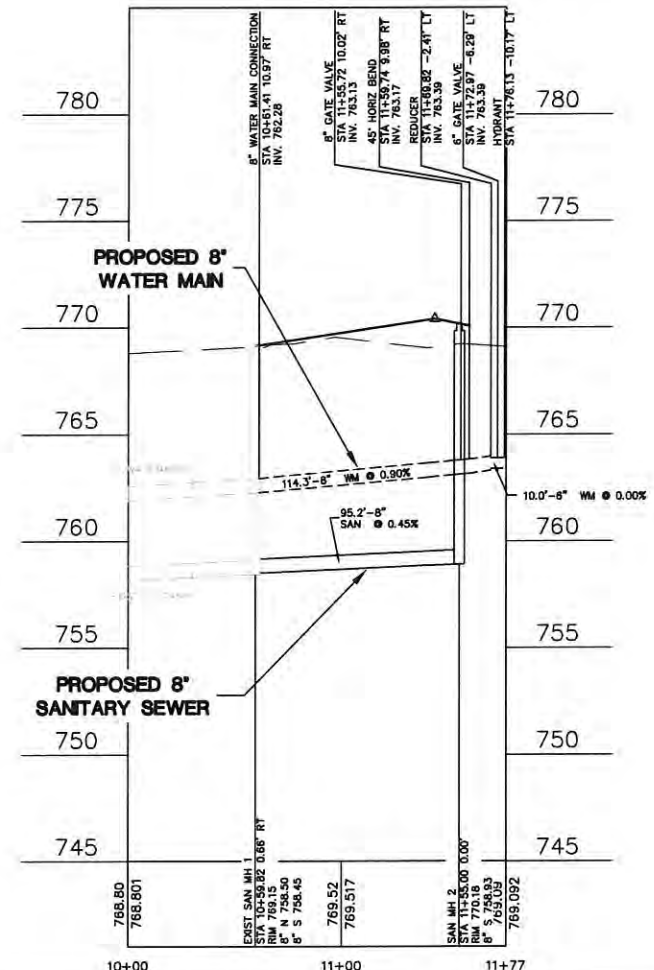 8" WATER MAIN CONNECTION
STA 10+61.41 10.97' RT
INV. 762.28
8" GATE VALVE
STA 11+55.72 10.02' RT
INV. 763.13
45° HORIZ BEND
STA 11+59.74 9.98' RT
INV. 763.17
REDUCER
STA 11+69.82 -2.41' LT
INV. 763.39
6" GATE VALVE
STA 11+72.97 -6.29' LT
INV. 763.39
HYDRANT
STA 11+76.13 -10.17' LT
780
780
775
775
PROPOSED 8"
WATER MAIN
770
770
765
765
114.3'-8" WM @ 0.90%
10.0'-6" WM @ 0.00%
760
760
95.2'-8"
SAN @ 0.45%
755
755
PROPOSED 8"
SANITARY SEWER
750
750
745
745
768.80
768.801
EXIST SAN MH 1
STA 10+59.82 0.66' RT
RIM 769.15
8" N 758.50
8" S 758.45
769.52
769.517
SAN MH 2
STA 11+55.00 0.00'
RIM 770.18
8" S 758.93
769.09
769.092
10+00
11+00
11+77